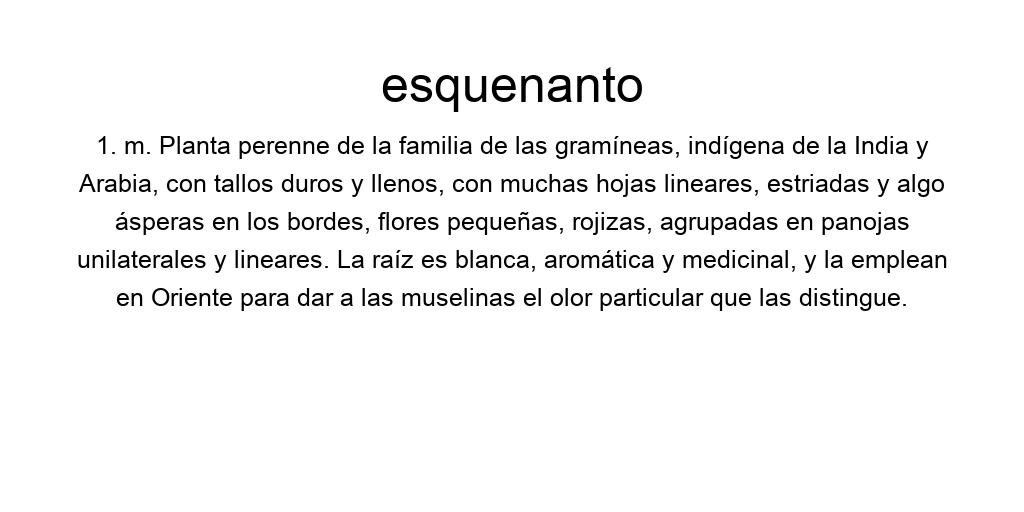 esquenanto
1. m. Planta perenne de la familia de las gramíneas, indígena de la India y
Arabia, con tallos duros y llenos, con muchas hojas lineares, estriadas y algo
ásperas en los bordes, flores pequeñas, rojizas, agrupadas en panojas
unilaterales y lineares. La raíz es blanca, aromática y medicinal, y la emplean
en Oriente para dar a las muselinas el olor particular que las distingue.